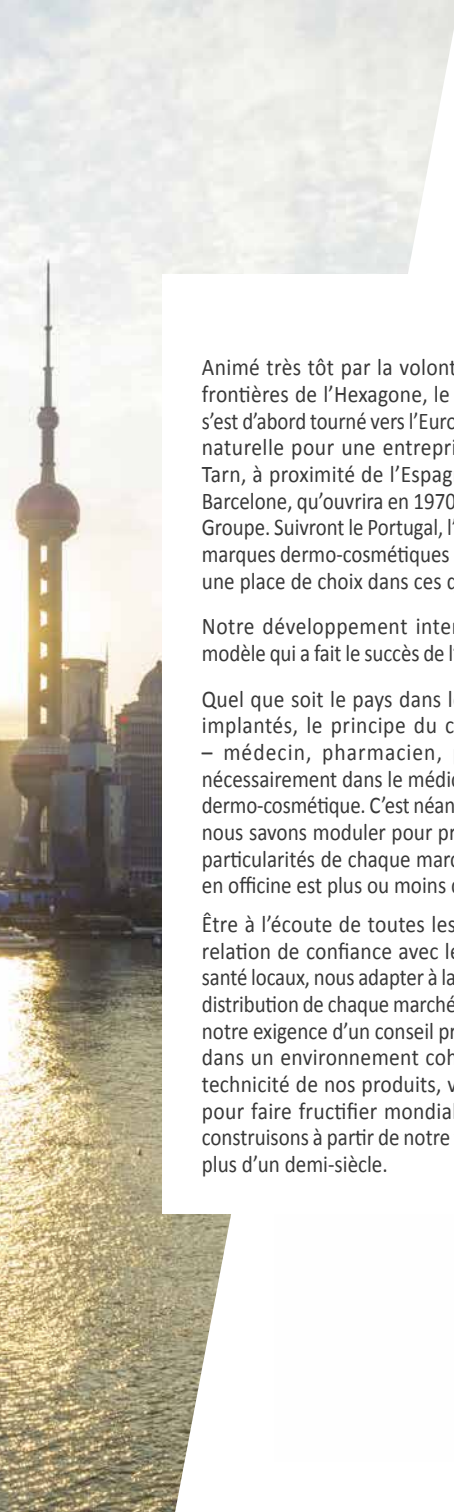 Animé très tôt par la volont
frontières de l’Hexagone, le
s’est d’abord tourné vers l’Euro
naturelle pour une entrepri
Tarn, à proximité de l’Espag
Barcelone, qu’ouvrira en 1970
Groupe. Suivront le Portugal, l’
marques dermo-cosmétiques
une place de choix dans ces
Notre développement inter
modèle qui a fait le succès de l’
Quel que soit le pays dans l
implantés, le principe du c
– médecin, pharmacien,
nécessairement dans le médic
dermo-cosmétique. C’est néan
nous savons moduler pour pr
particularités de chaque marc
en officine est plus ou moins
Être à l’écoute de toutes les
relation de confiance avec le
santé locaux, nous adapter à la
distribution de chaque marché
notre exigence d’un conseil pr
dans un environnement coh
technicité de nos produits, v
pour faire fructifier mondial
construisons à partir de notre
plus d’un demi-siècle.